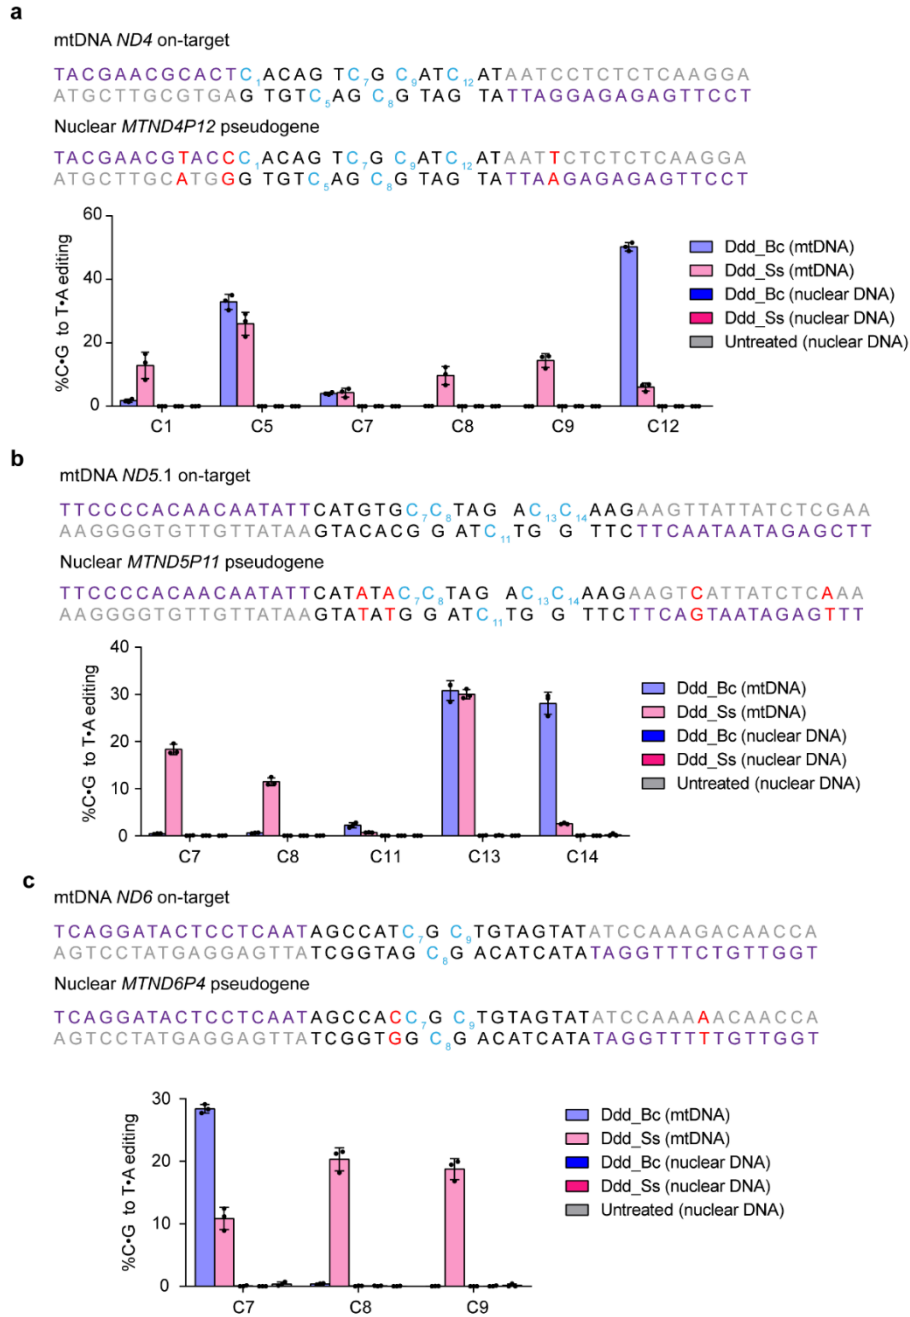 a
mtDNA ND4 on-target
TACGAACGCACTC1ACAG TC7G C9ATC12ATAATCCTCTCTCAAGGA
ATGCTTGCGTGAG TGTC5AG C8G TAG TATTAGGAGAGAGTTCCT
Nuclear MTND4P12 pseudogene
TACGAACGTACCC1ACAG TC7G C9ATC12ATAATTCTCTCTCAAGGA
ATGCTTGCATGGG TGTC5AG C8G TAG TATTAAGAGAGAGTTCCT
%C•G to T•A editing
60
40
20
0
C1 C5 C7 C8 C9 C12
Ddd_Bc (mtDNA)
Ddd_Ss (mtDNA)
Ddd_Bc (nuclear DNA)
Ddd_Ss (nuclear DNA)
Untreated (nuclear DNA)
b
mtDNA ND5.1 on-target
TTCCCCACAACAATATTCATGTGC7C8TAG AC13C14AAGAAGTTATTATCTCGAA
AAGGGGTGTTGTTATAAGTACACG G ATC11TG G TTCTTCAATAATAGAGCTT
Nuclear MTND5P11 pseudogene
TTCCCCACAACAATATTCATATAC7C8TAG AC13C14AAGAAGTCATTATCTCAAA
AAGGGGTGTTGTTATAAGTATATG G ATC11TG G TTCTTCAGTAATAGAGTTT
%C•G to T•A editing
40
30
20
10
0
C7 C8 C11 C13 C14
Ddd_Bc (mtDNA)
Ddd_Ss (mtDNA)
Ddd_Bc (nuclear DNA)
Ddd_Ss (nuclear DNA)
Untreated (nuclear DNA)
c
mtDNA ND6 on-target
TCAGGATACTCCTCAATAGCCATC7G C9TGTAGTATATCCAAAGACAACCA
AGTCCTATGAGGAGTTATCGGTAG C8G ACATCATATAGGTTTCTGTTGGT
Nuclear MTND6P4 pseudogene
TCAGGATACTCCTCAATAGCCACC7G C9TGTAGTATATCCAAAAACAACCA
AGTCCTATGAGGAGTTATCGGTGG C8G ACATCATATAGGTTTTTGTTGGT
%C•G to T•A editing
30
20
10
0
C7 C8 C9
Ddd_Bc (mtDNA)
Ddd_Ss (mtDNA)
Ddd_Bc (nuclear DNA)
Ddd_Ss (nuclear DNA)
Untreated (nuclear DNA)